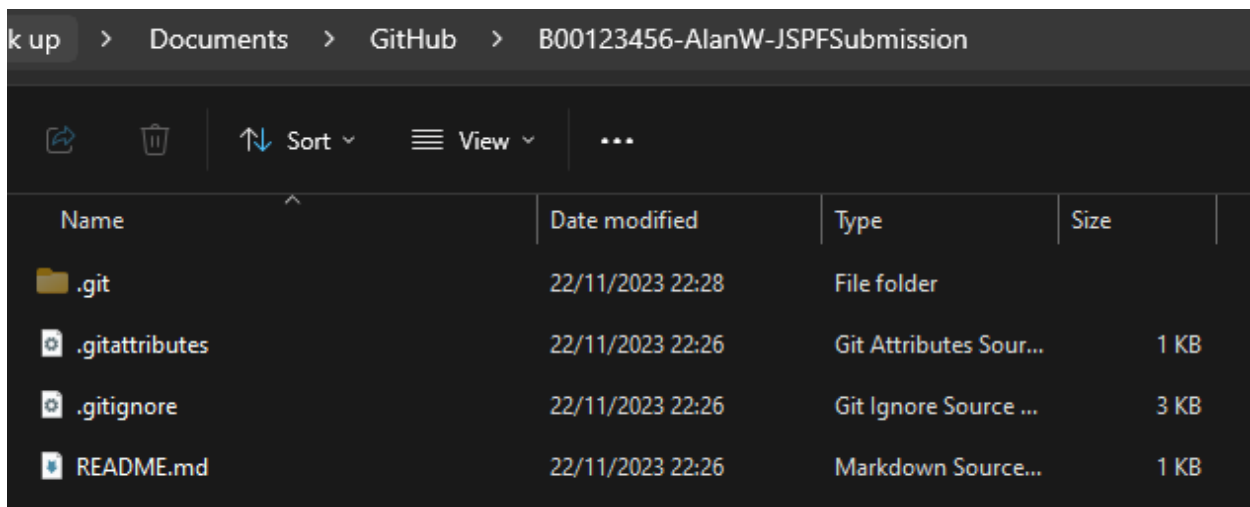 k up > Documents > GitHub > B00123456-AlanW-JSPFSubmission
Sort View ...
Name Date modified Type Size
.git 22/11/2023 22:28 File folder
.gitattributes 22/11/2023 22:26 Git Attributes Sour... 1 KB
.gitignore 22/11/2023 22:26 Git Ignore Source ... 3 KB
README.md 22/11/2023 22:26 Markdown Source... 1 KB